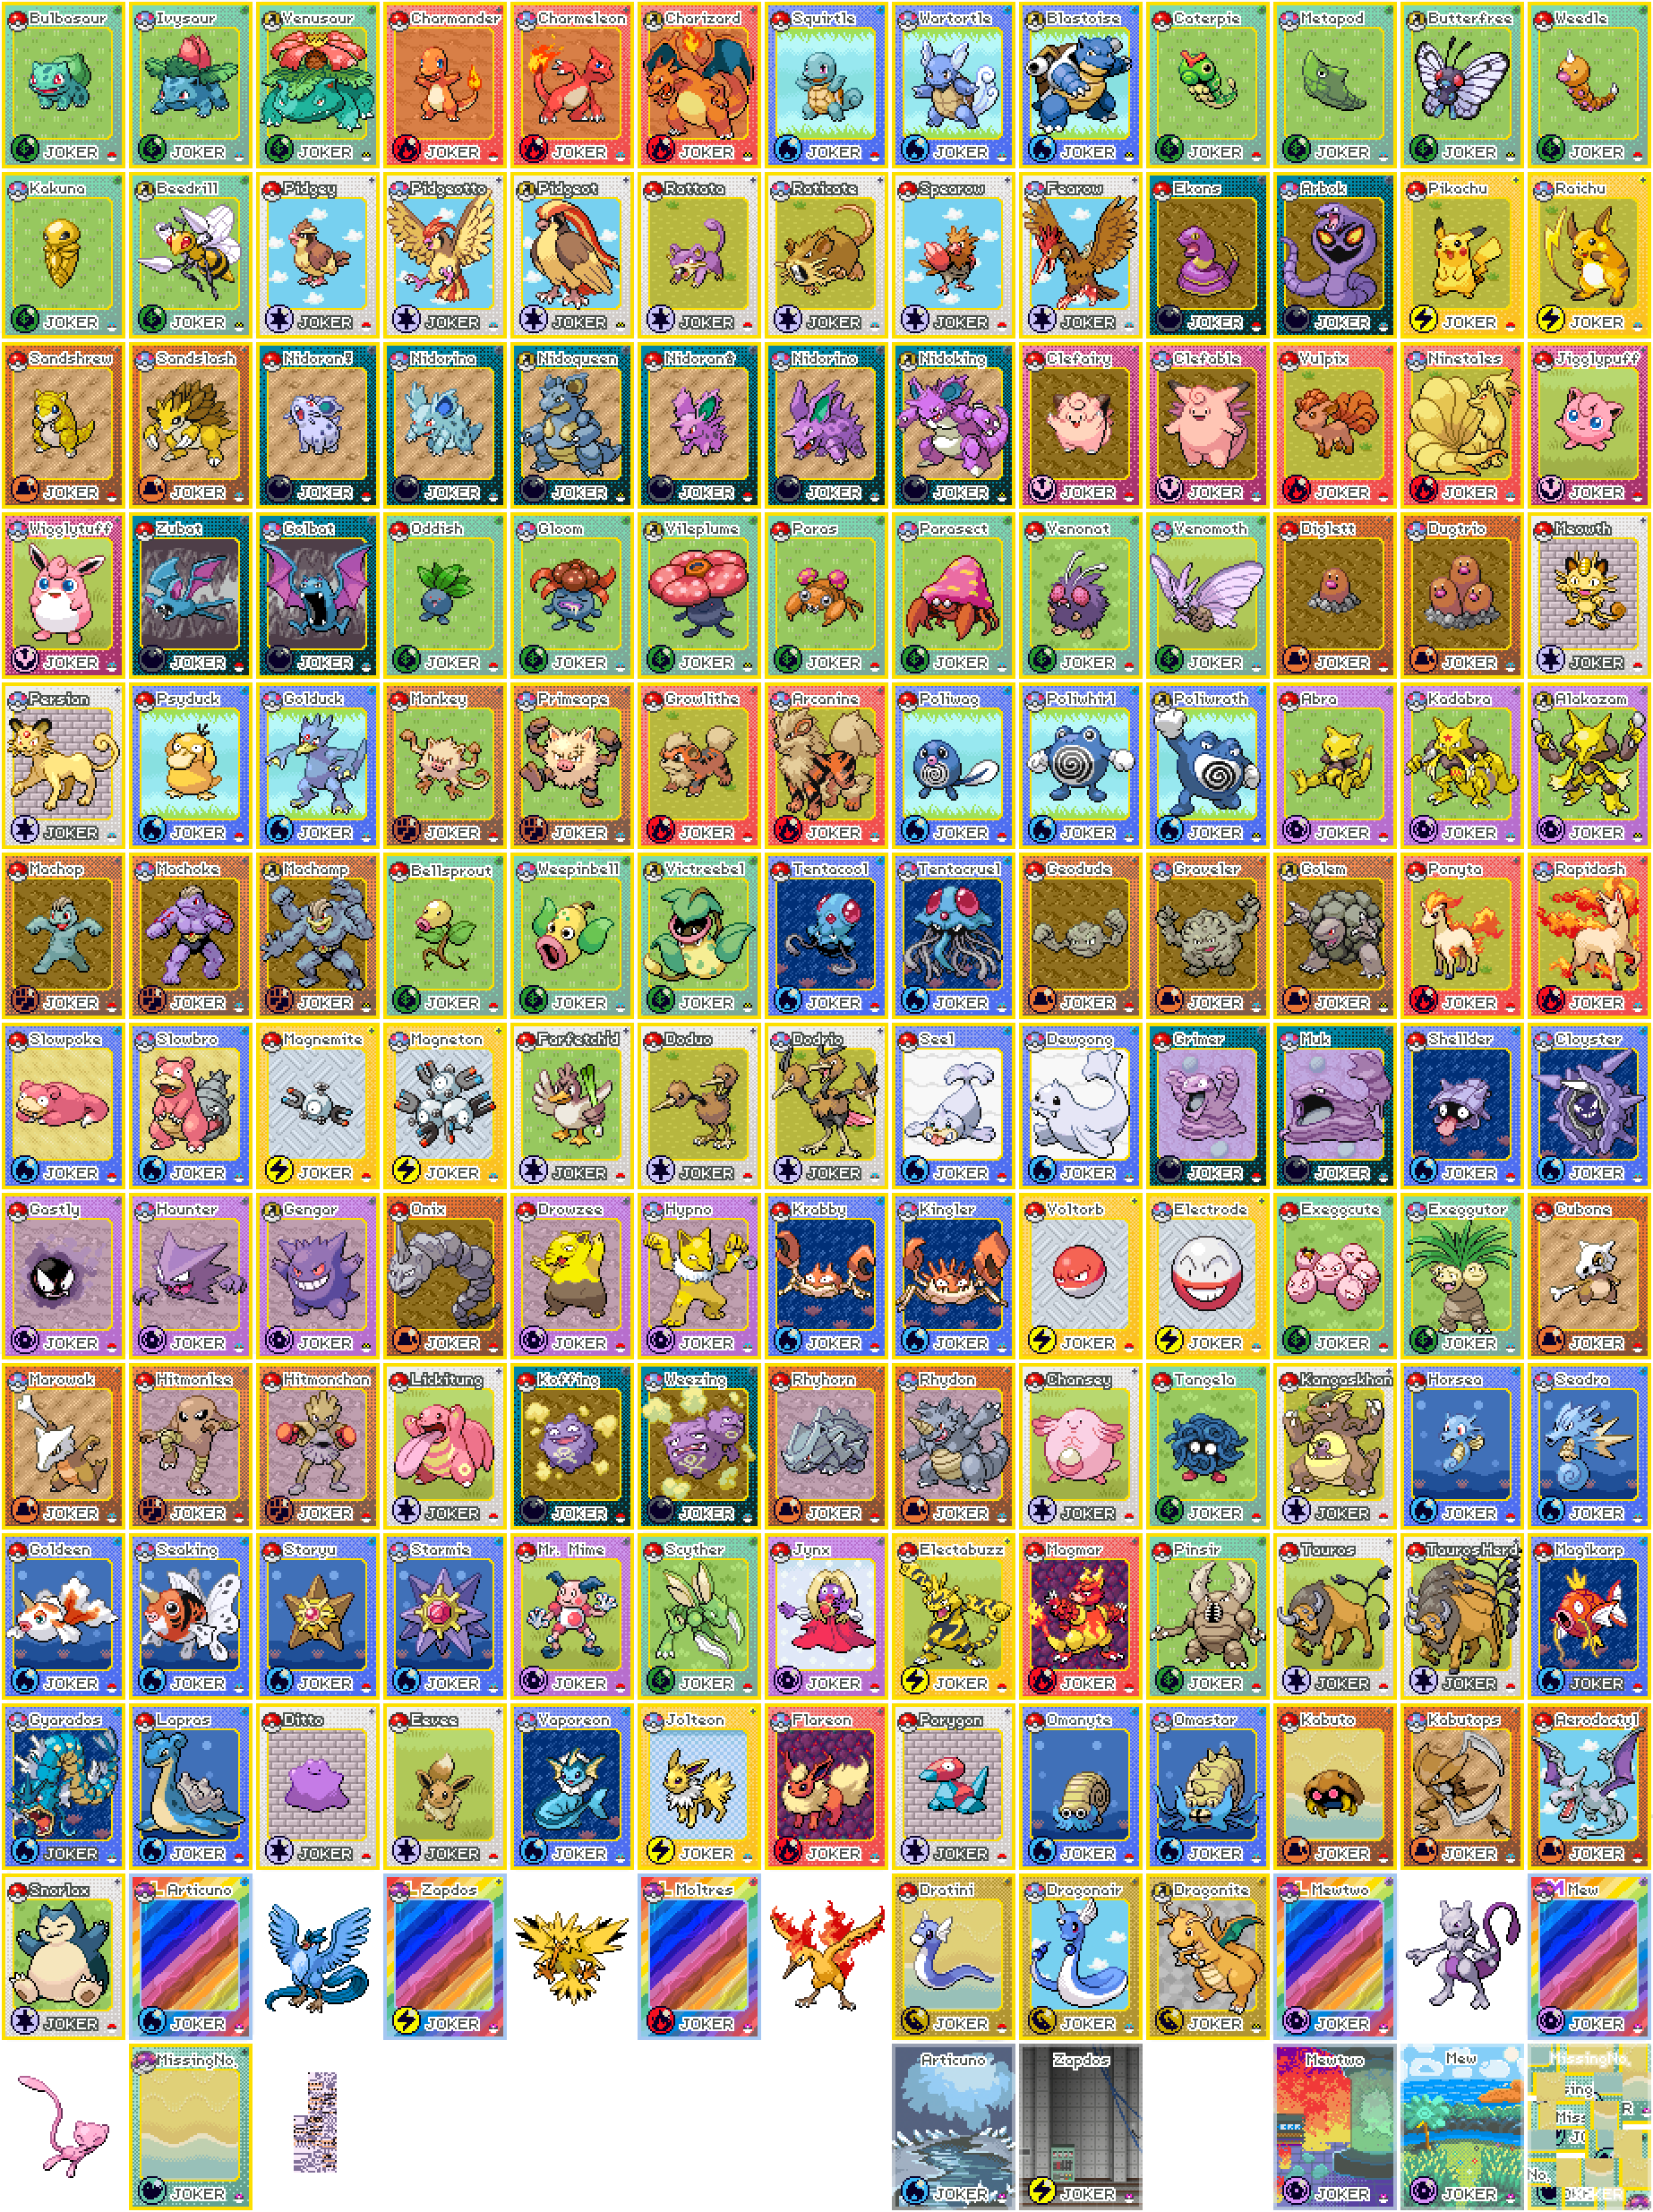 Bulbasaur Ivysaur Venusaur Charmander Charmeleon Charizard Squirtle Wartortle Blastoise Caterpie Metapod Butterfree Weedle
JOKER JOKER JOKER JOKER JOKER JOKER JOKER JOKER JOKER JOKER JOKER JOKER JOKER
Kakuna Beedrill Pidgey Pidgeotto Pidgeot Rattata Raticate Spearow Fearow Ekans Arbok Pikachu Raichu
JOKER JOKER JOKER JOKER JOKER JOKER JOKER JOKER JOKER JOKER JOKER JOKER JOKER
Sandshrew Sandslash Nidoran♀ Nidorina Nidoqueen Nidoran♂ Nidorino Nidoking Clefairy Clefable Vulpix Ninetales Jigglypuff
JOKER JOKER JOKER JOKER JOKER JOKER JOKER JOKER JOKER JOKER JOKER JOKER JOKER
Wigglytuff Zubat Golbat Oddish Gloom Vileplume Paras Parasect Venonat Venomoth Diglett Dugtrio Meowth
JOKER JOKER JOKER JOKER JOKER JOKER JOKER JOKER JOKER JOKER JOKER JOKER JOKER
Persian Psyduck Golduck Mankey Primeape Growlithe Arcanine Poliwag Poliwhirl Poliwrath Abra Kadabra Alakazam
JOKER JOKER JOKER JOKER JOKER JOKER JOKER JOKER JOKER JOKER JOKER JOKER JOKER
Machop Machoke Machamp Bellsprout Weepinbell Victreebel Tentacool Tentacruel Geodude Graveler Golem Ponyta Rapidash
JOKER JOKER JOKER JOKER JOKER JOKER JOKER JOKER JOKER JOKER JOKER JOKER JOKER
Slowpoke Slowbro Magnemite Magneton Farfetch'd Doduo Dodrio Seel Dewgong Grimer Muk Shellder Cloyster
JOKER JOKER JOKER JOKER JOKER JOKER JOKER JOKER JOKER JOKER JOKER JOKER JOKER
Gastly Haunter Gengar Onix Drowzee Hypno Krabby Kingler Voltorb Electrode Exeggcute Exeggutor Cubone
JOKER JOKER JOKER JOKER JOKER JOKER JOKER JOKER JOKER JOKER JOKER JOKER JOKER
Marowak Hitmonlee Hitmonchan Lickitung Koffing Weezing Rhyhorn Rhydon Chansey Tangela Kangaskhan Horsea Seadra
JOKER JOKER JOKER JOKER JOKER JOKER JOKER JOKER JOKER JOKER JOKER JOKER JOKER
Goldeen Seaking Staryu Starmie Mr. Mime Scyther Jynx Electabuzz Magmar Pinsir Tauros TaurosHerd Magikarp
JOKER JOKER JOKER JOKER JOKER JOKER JOKER JOKER JOKER JOKER JOKER JOKER JOKER
Gyarados Lapras Ditto Eevee Vaporeon Jolteon Flareon Porygon Omanyte Omastar Kabuto Kabutops Aerodactyl
JOKER JOKER JOKER JOKER JOKER JOKER JOKER JOKER JOKER JOKER JOKER JOKER JOKER
Snorlax L Articuno L Zapdos L Moltres Dratini Dragonair Dragonite L Mewtwo M Mew
JOKER JOKER JOKER JOKER JOKER JOKER JOKER JOKER JOKER
MissingNo. Articuno Zapdos Mewtwo Mew MissingNo.
JOKER JOKER JOKER JOKER JOKER JOKER